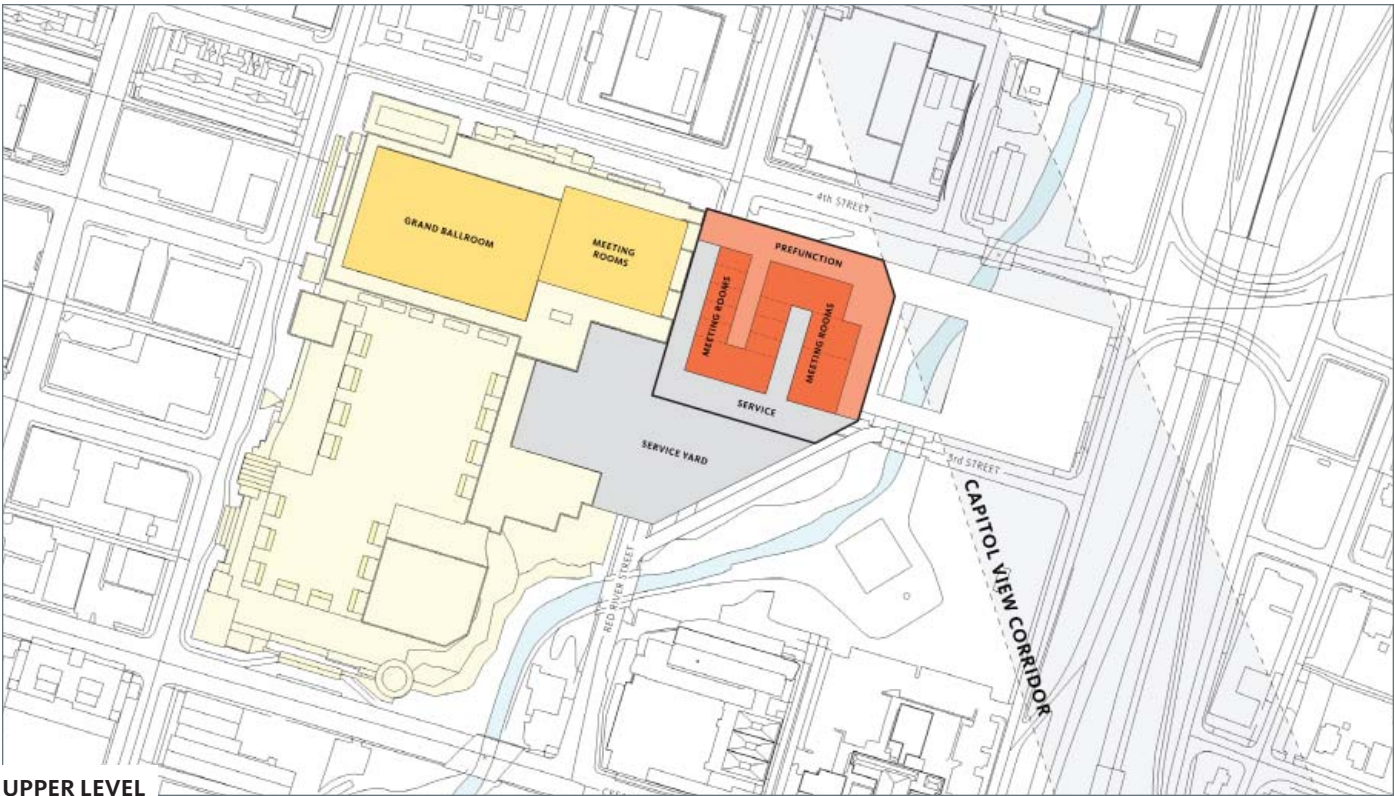 4th STREET
GRAND BALLROOM
MEETING
ROOMS
PREFUNCTION
MEETING ROOMS
MEETING ROOMS
SERVICE
SERVICE YARD
3rd STREET
CAPITOL VIEW CORRIDOR
RED RIVER STREET
UPPER LEVEL